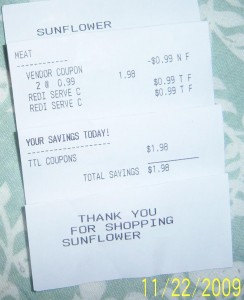 SUNFLOWER
MEAT
VENDOR COUPON -$0.99 N F
2 @ 0.99 1.98
REDI SERVE C $0.99 T F
REDI SERVE C $0.99 T F
YOUR SAVINGS TODAY!
TTL COUPONS $1.98
TOTAL SAVINGS $1.98
THANK YOU
FOR SHOPPING
SUNFLOWER
11/22/2009